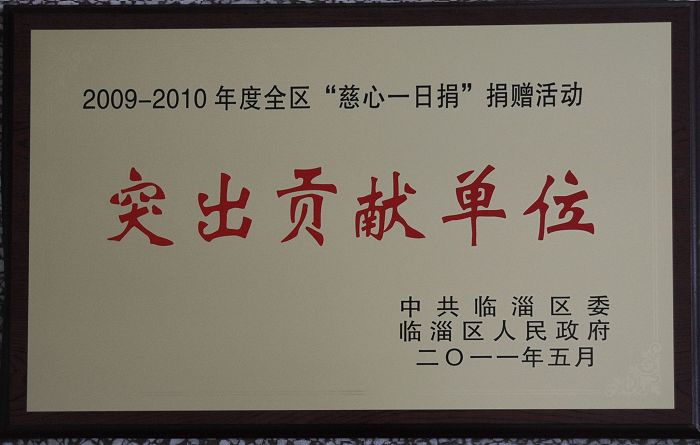 2009-2010年度全区“慈心一日捐”捐赠活动
突出贡献单位
中共临淄区委
临淄区人民政府
二〇一一年五月